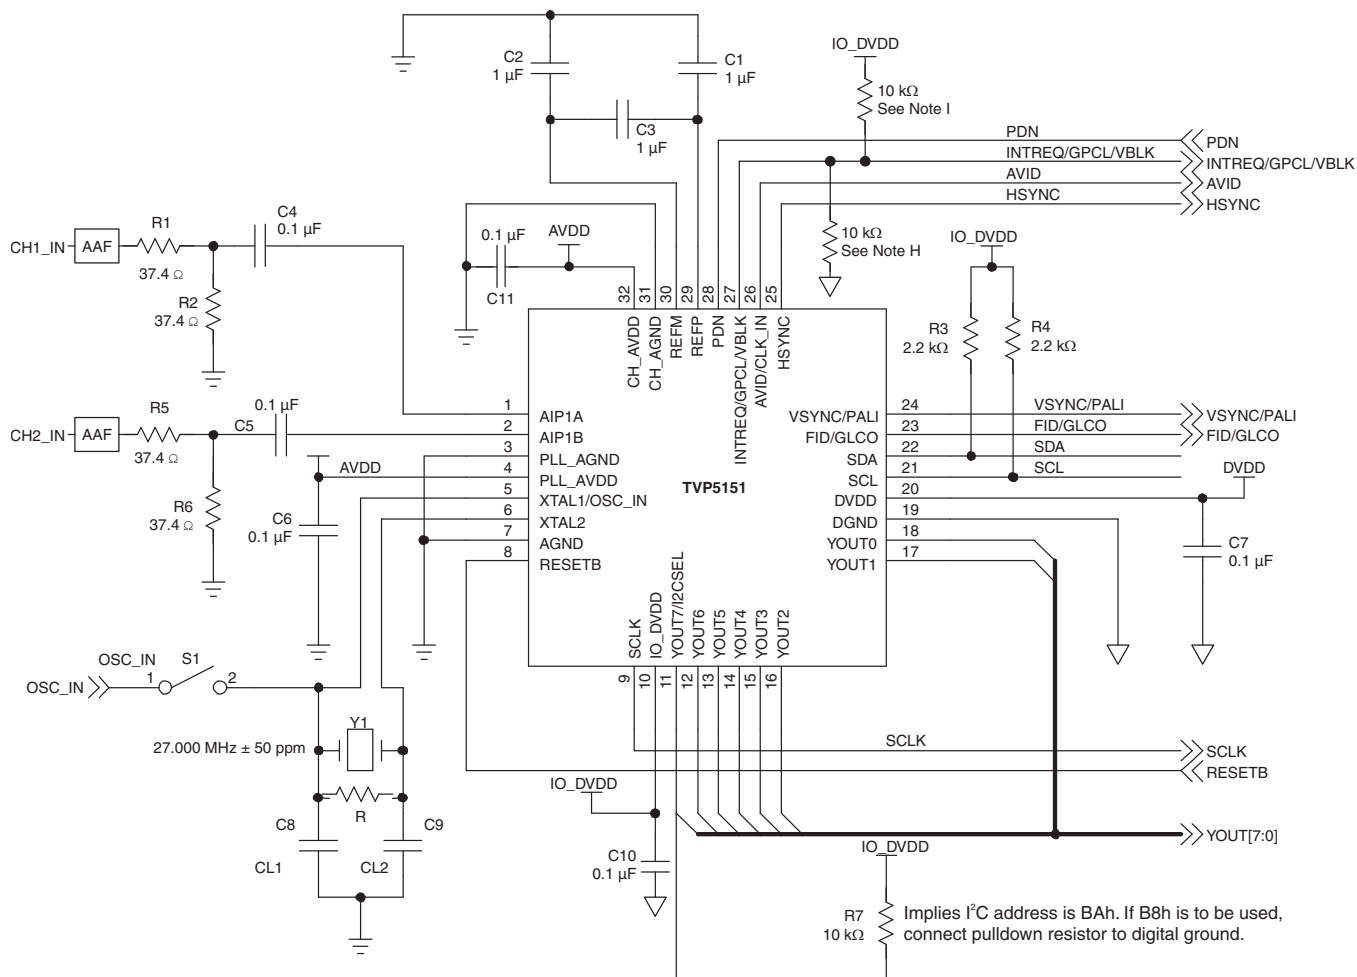 C2
1 µF
C1
1 µF
C3
1 µF
IO_DVDD
10 kΩ
See Note I
PDN
PDN
INTREQ/GPCL/VBLK
INTREQ/GPCL/VBLK
AVID
AVID
HSYNC
HSYNC
10 kΩ
See Note H
CH1_IN
AAF
R1
37.4 Ω
C4
0.1 µF
R2
37.4 Ω
0.1 µF
AVDD
C11
IO_DVDD
R3
2.2 kΩ
R4
2.2 kΩ
32
31
30
29
28
27
26
25
CH_AVDD
CH_AGND
REFM
REFP
PDN
INTREQ/GPCL/VBLK
AVID/CLK_IN
HSYNC
CH2_IN
AAF
R5
37.4 Ω
C5
0.1 µF
R6
37.4 Ω
AVDD
C6
0.1 µF
1
AIP1A
2
AIP1B
3
PLL_AGND
4
PLL_AVDD
5
XTAL1/OSC_IN
6
XTAL2
7
AGND
8
RESETB
TVP5151
VSYNC/PALI
24
VSYNC/PALI
VSYNC/PALI
FID/GLCO
23
FID/GLCO
FID/GLCO
SDA
22
SDA
SCL
21
SCL
DVDD
20
DVDD
DGND
19
YOUT0
18
YOUT1
17
C7
0.1 µF
SCLK
IO_DVDD
YOUT7/I2CSEL
YOUT6
YOUT5
YOUT4
YOUT3
YOUT2
9
10
11
12
13
14
15
16
OSC_IN
OSC_IN
1
S1
2
Y1
27.000 MHz ± 50 ppm
R
C8
CL1
C9
CL2
SCLK
SCLK
RESETB
IO_DVDD
C10
0.1 µF
YOUT[7:0]
IO_DVDD
R7
10 kΩ
Implies I²C address is BAh. If B8h is to be used,
connect pulldown resistor to digital ground.